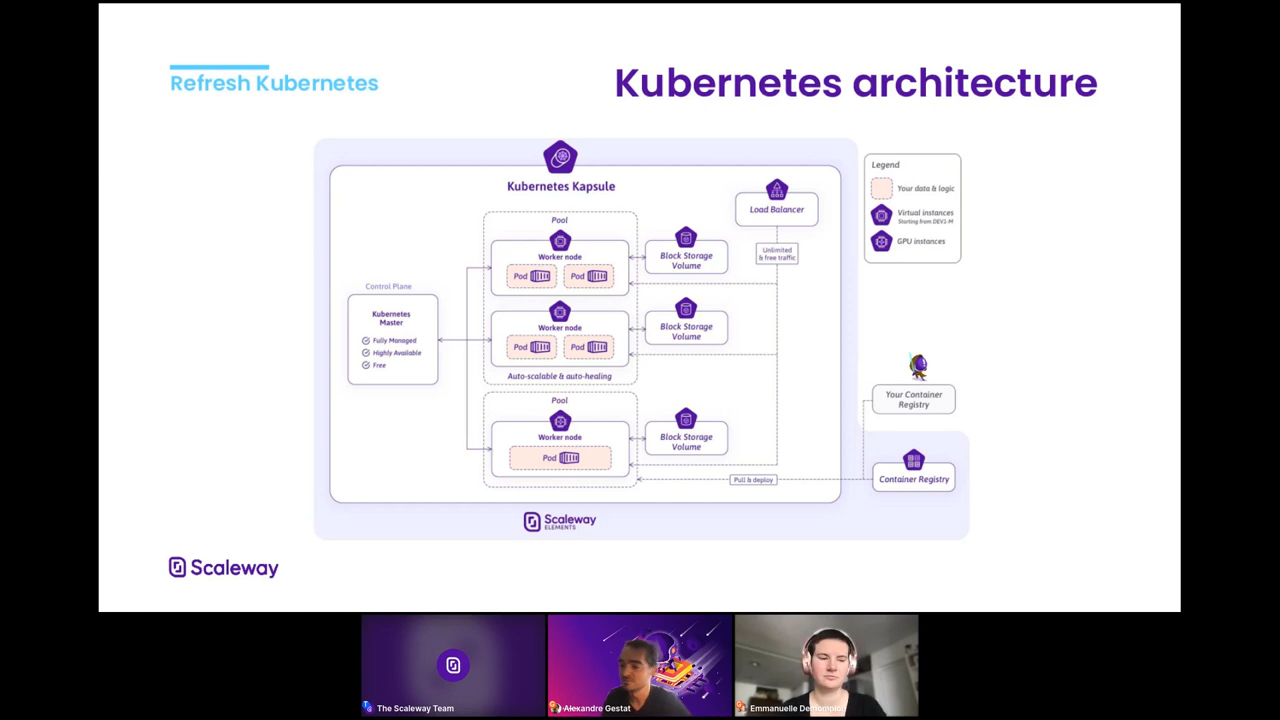 Refresh Kubernetes
Kubernetes architecture
Kubernetes Kapsule
Legend
Your data & logic
Virtual instances
Starting from DEV1-M
GPU instances
Load Balancer
Unlimited
& free traffic
Pool
Worker node
Pod
Pod
Block Storage
Volume
Worker node
Pod
Pod
Block Storage
Volume
Auto-scalable & auto-healing
Control Plane
Kubernetes
Master
Fully Managed
Highly Available
Free
Pool
Worker node
Pod
Block Storage
Volume
Pull & deploy
Your Container
Registry
Container Registry
Scaleway
ELEMENTS
Scaleway
The Scaleway Team
Alexandre Gestat
Emmanuelle